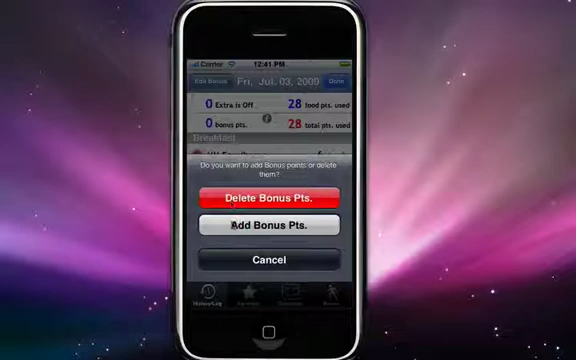 Carrier 12:41 PM
Add Bonus Fri, Jul. 03, 2009 Done
0 Extra is Off 28 food pts. used
0 bonus pts. 28 total pts. used
Breakfast
Do you want to add Bonus points or delete
them?
Delete Bonus Pts.
Add Bonus Pts.
Cancel